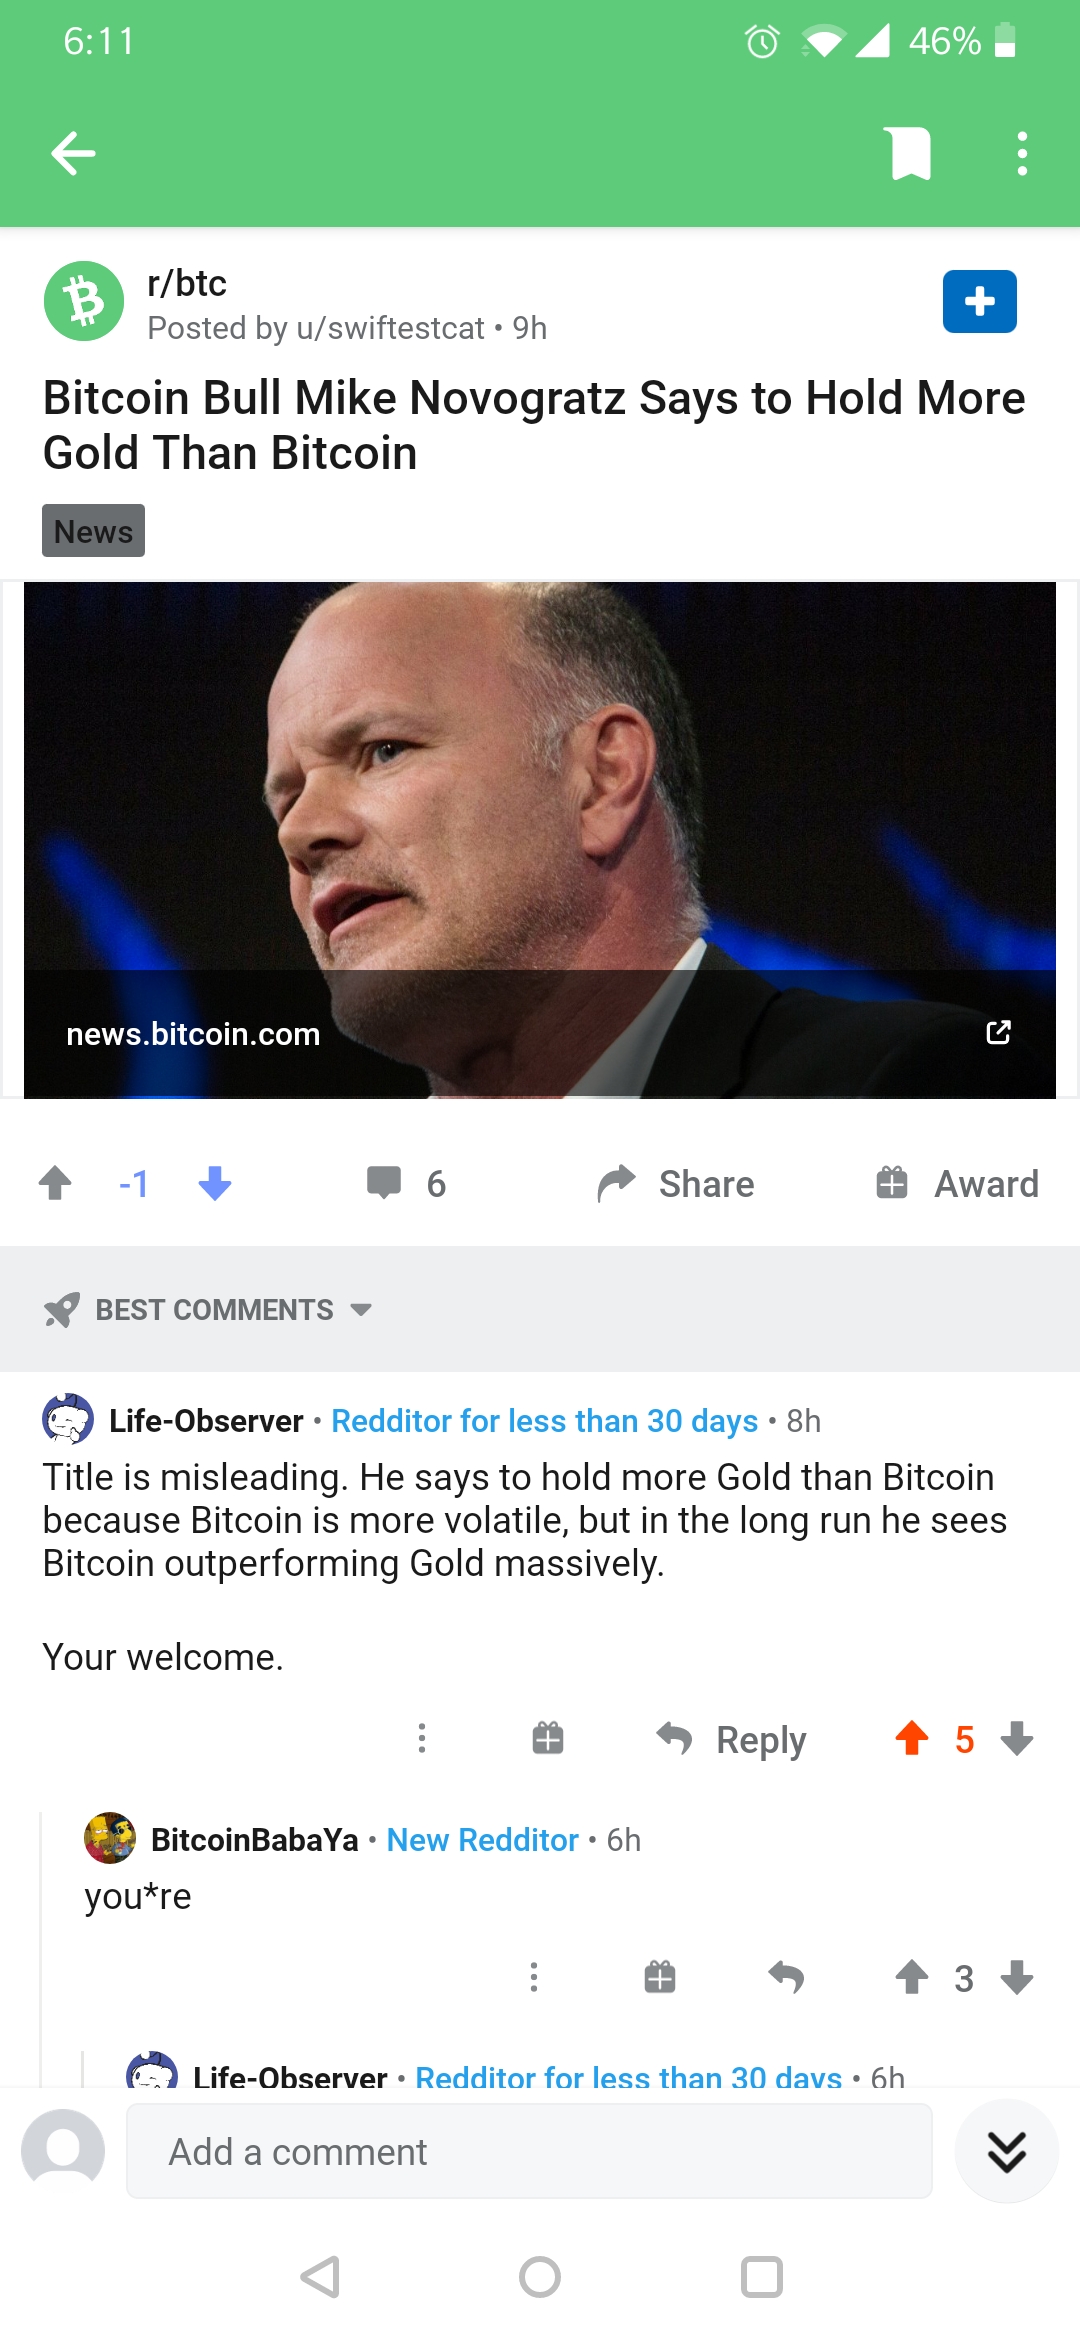 6:11
46%
r/btc
Posted by u/swiftestcat • 9h
Bitcoin Bull Mike Novogratz Says to Hold More
Gold Than Bitcoin
News
news.bitcoin.com
-1
6
Share
Award
BEST COMMENTS
Life-Observer • Redditor for less than 30 days • 8h
Title is misleading. He says to hold more Gold than Bitcoin
because Bitcoin is more volatile, but in the long run he sees
Bitcoin outperforming Gold massively.
Your welcome.
Reply
5
BitcoinBabaYa • New Redditor • 6h
you*re
3
Life-Observer • Redditor for less than 30 days • 6h
Add a comment